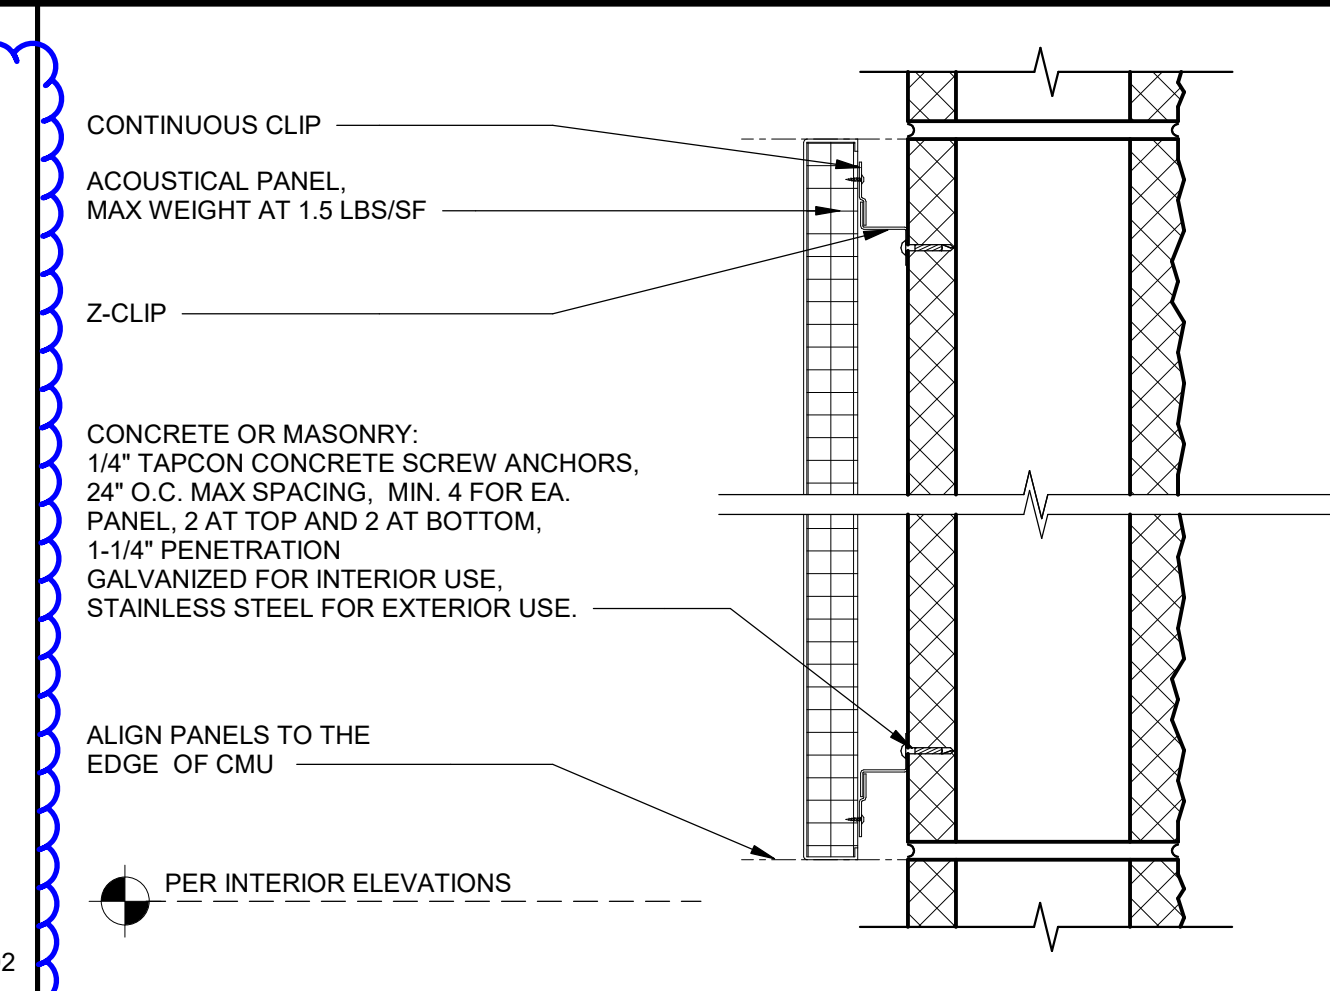 CONTINUOUS CLIP
ACOUSTICAL PANEL,
MAX WEIGHT AT 1.5 LBS/SF
Z-CLIP
CONCRETE OR MASONRY:
1/4" TAPCON CONCRETE SCREW ANCHORS,
24" O.C. MAX SPACING, MIN. 4 FOR EA.
PANEL, 2 AT TOP AND 2 AT BOTTOM,
1-1/4" PENETRATION
GALVANIZED FOR INTERIOR USE,
STAINLESS STEEL FOR EXTERIOR USE.
ALIGN PANELS TO THE
EDGE OF CMU
PER INTERIOR ELEVATIONS